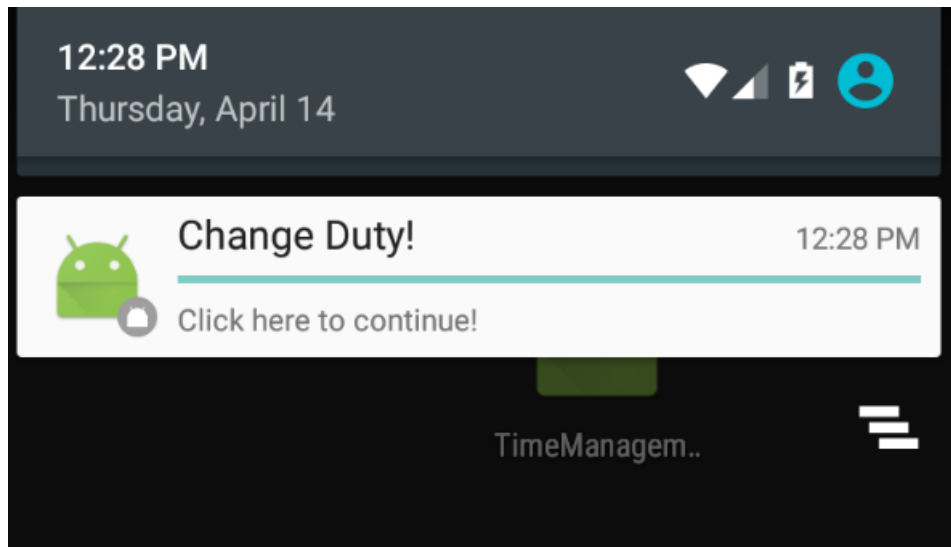 12:28 PM
Thursday, April 14
Change Duty! 12:28 PM
Click here to continue!
TimeManagem..